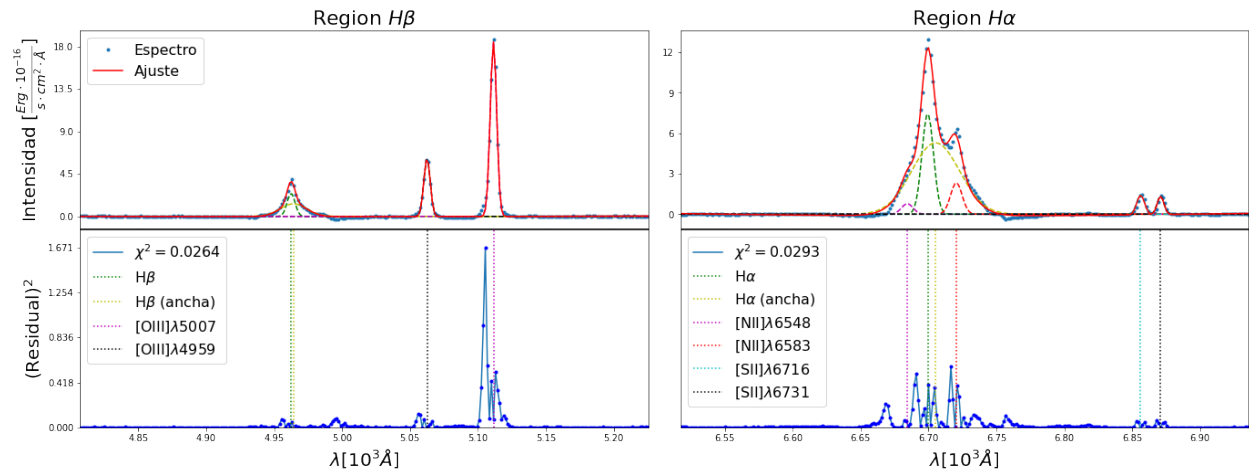 Region Hβ
Intensidad [Erg·10⁻¹⁶ / s·cm²·Å]
18.0
13.5
9.0
4.5
0.0
Espectro
Ajuste
(Residual)²
1.671
1.254
0.836
0.418
0.000
χ² = 0.0264
Hβ
Hβ (ancha)
[OIII]λ5007
[OIII]λ4959
4.85 4.90 4.95 5.00 5.05 5.10 5.15 5.20
λ[10³Å]
Region Hα
12
9
6
3
0
χ² = 0.0293
Hα
Hα (ancha)
[NII]λ6548
[NII]λ6583
[SII]λ6716
[SII]λ6731
6.55 6.60 6.65 6.70 6.75 6.80 6.85 6.90
λ[10³Å]